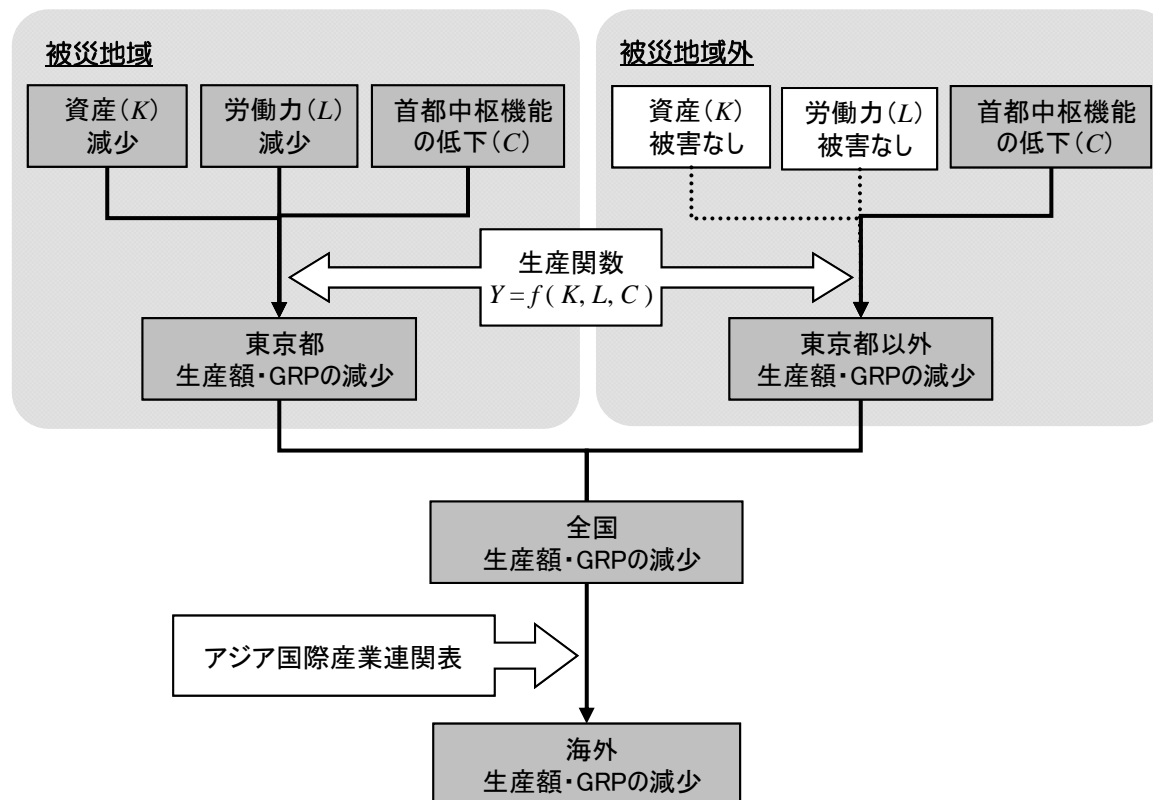 被災地域
資産(K)
減少
労働力(L)
減少
首都中枢機能
の低下(C)
被災地域外
資産(K)
被害なし
労働力(L)
被害なし
首都中枢機能
の低下(C)
生産関数
Y=f(K, L, C)
東京都
生産額・GRPの減少
東京都以外
生産額・GRPの減少
全国
生産額・GRPの減少
アジア国際産業連関表
海外
生産額・GRPの減少